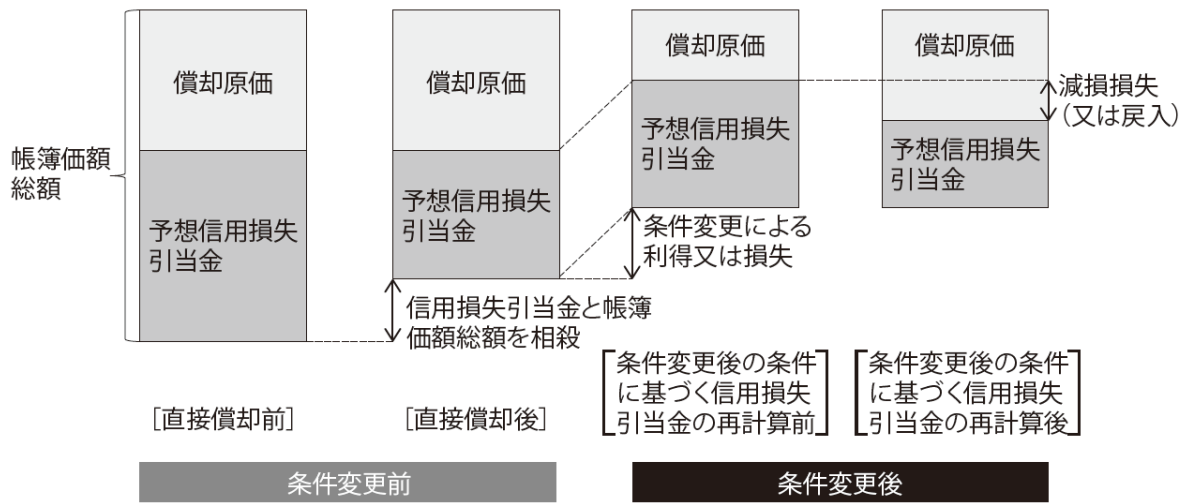 帳簿価額
総額
償却原価
予想信用損失
引当金
[直接償却前]
償却原価
予想信用損失
引当金
信用損失引当金と帳簿
価額総額を相殺
[直接償却後]
条件変更前
償却原価
予想信用損失
引当金
条件変更による
利得又は損失
[条件変更後の条件
に基づく信用損失
引当金の再計算前]
償却原価
予想信用損失
引当金
減損損失
（又は戻入）
[条件変更後の条件
に基づく信用損失
引当金の再計算後]
条件変更後